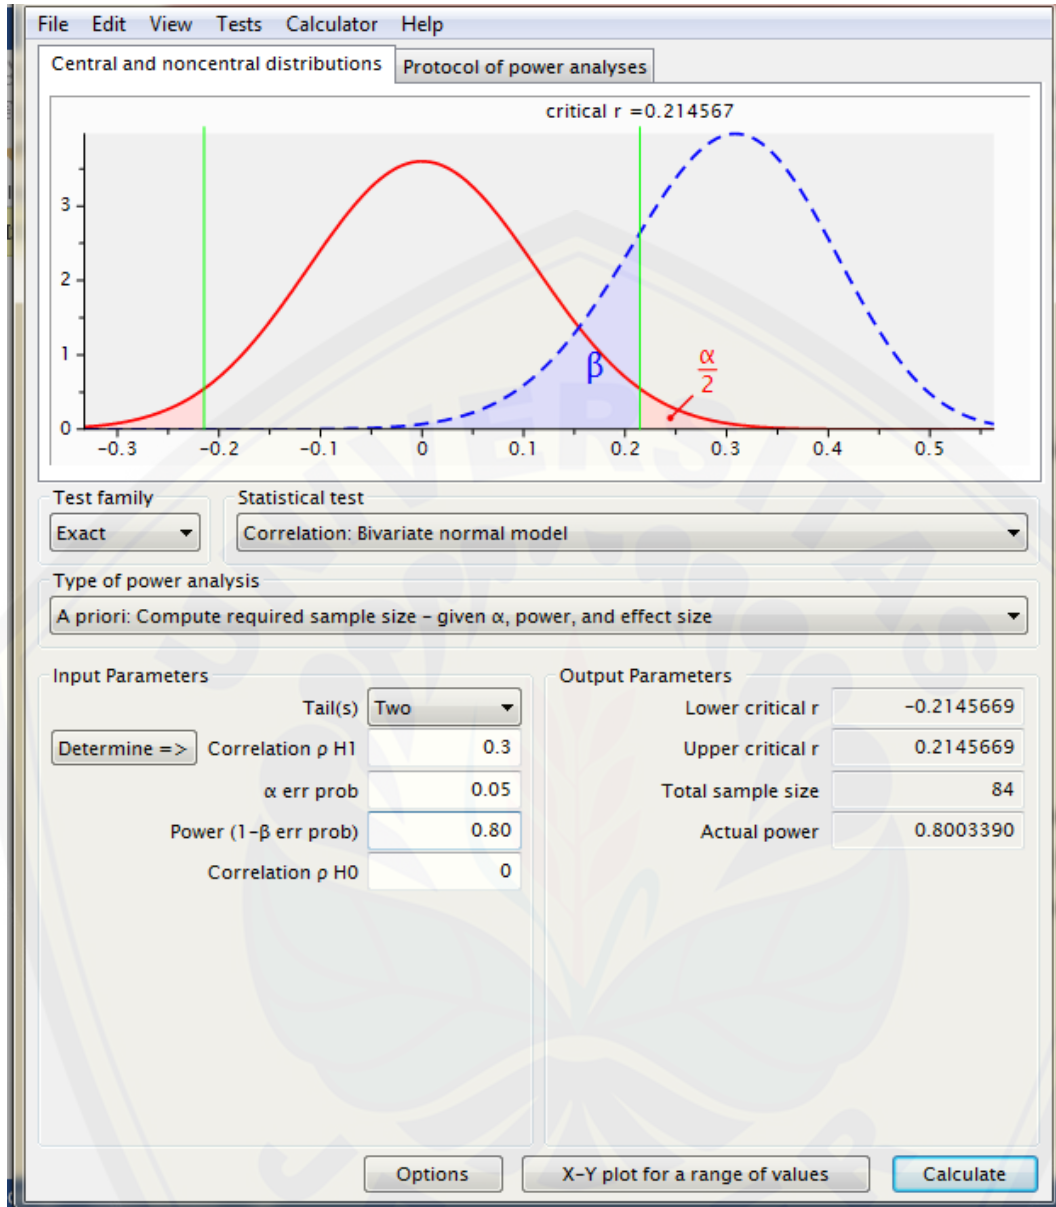 File Edit View Tests Calculator Help
Central and noncentral distributions Protocol of power analyses
critical r =0.214567
3
2
1
0
β
α
2
-0.3 -0.2 -0.1 0 0.1 0.2 0.3 0.4 0.5
Test family Statistical test
Exact Correlation: Bivariate normal model
Type of power analysis
A priori: Compute required sample size – given α, power, and effect size
Input Parameters Output Parameters
Tail(s) Two Lower critical r -0.2145669
Determine => Correlation ρ H1 0.3 Upper critical r 0.2145669
α err prob 0.05 Total sample size 84
Power (1-β err prob) 0.80 Actual power 0.8003390
Correlation ρ H0 0
Options X-Y plot for a range of values Calculate
UNIVERSITAS